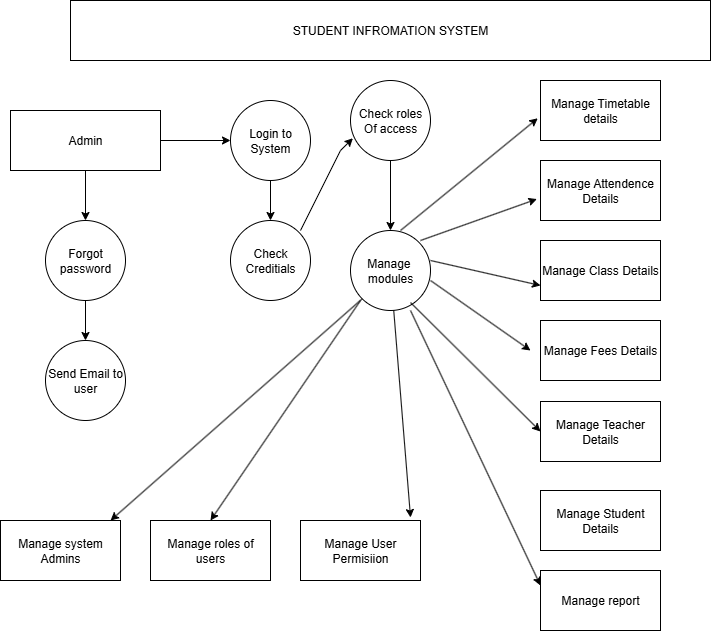 STUDENT INFROMATION SYSTEM
Admin
Login to
System
Check roles
Of access
Manage Timetable
details
Manage Attendence
Details
Forgot
password
Check
Creditials
Manage
modules
Manage Class Details
Manage Fees Details
Send Email to
user
Manage Teacher
Details
Manage Student
Details
Manage system
Admins
Manage roles of
users
Manage User
Permisiion
Manage report